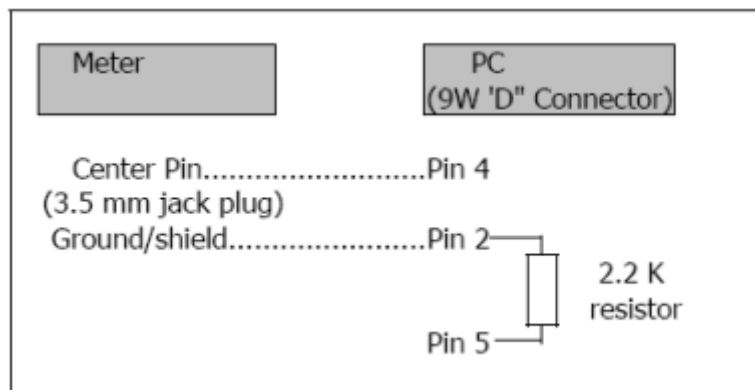 Meter
PC
(9W 'D" Connector)
Center Pin.........................Pin 4
(3.5 mm jack plug)
Ground/shield......................Pin 2
2.2 K
resistor
Pin 5